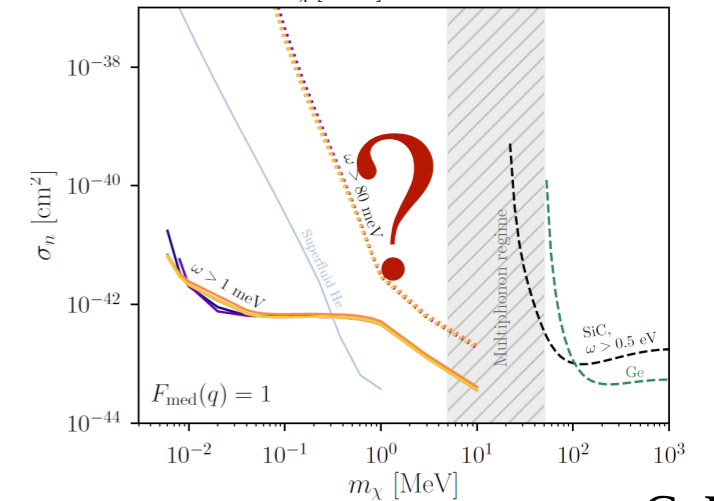 10^{-38}
10^{-40}
10^{-42}
10^{-44}
σ_n [cm²]
ω > 1 meV
Superfluid He
ω > 80 meV
?
Multiphonon regime
SiC,
ω > 0.5 eV
Ge
F_med(q) = 1
10^{-2}
10^{-1}
10^0
10^1
10^2
10^3
m_χ [MeV]